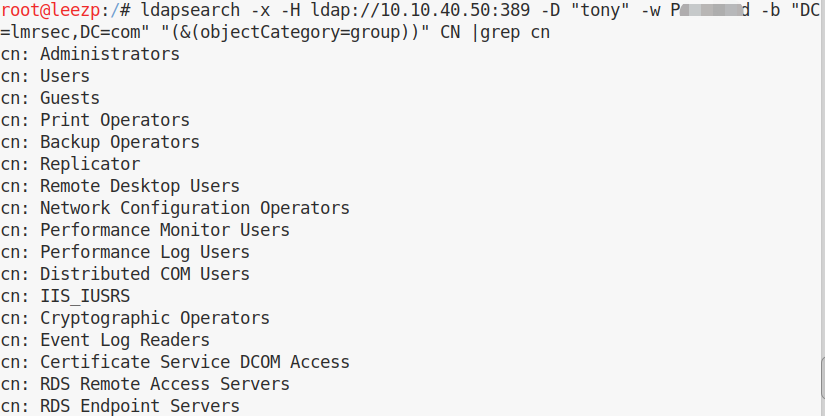 root@leezp:/# ldapsearch -x -H ldap://10.10.40.50:389 -D "tony" -w P d -b "DC
=lmrsec,DC=com" "(&(objectCategory=group))" CN |grep cn
cn: Administrators
cn: Users
cn: Guests
cn: Print Operators
cn: Backup Operators
cn: Replicator
cn: Remote Desktop Users
cn: Network Configuration Operators
cn: Performance Monitor Users
cn: Performance Log Users
cn: Distributed COM Users
cn: IIS_IUSRS
cn: Cryptographic Operators
cn: Event Log Readers
cn: Certificate Service DCOM Access
cn: RDS Remote Access Servers
cn: RDS Endpoint Servers